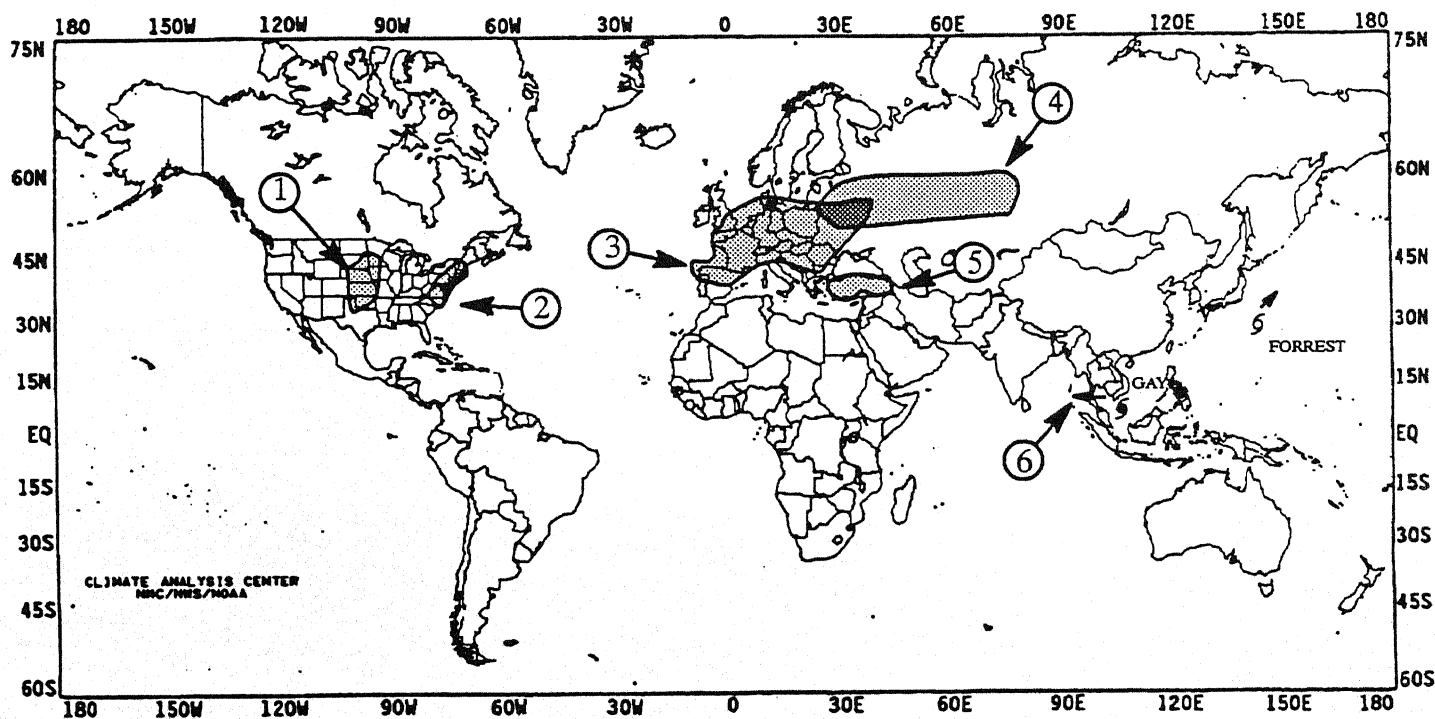 180 150W 120W 90W 60W 30W 0 30E 60E 90E 120E 150E 180
75N 75N
4
60N 60N
1
3
5
45N 45N
2
30N 30N
FORREST
15N GAY 15N
EQ EQ
6
15S 15S
30S 30S
CLIMATE ANALYSIS CENTER
NMC/NWS/NOAA
45S 45S
60S 60S
180 150W 120W 90W 60W 30W 0 30E 60E 90E 120E 150E 180